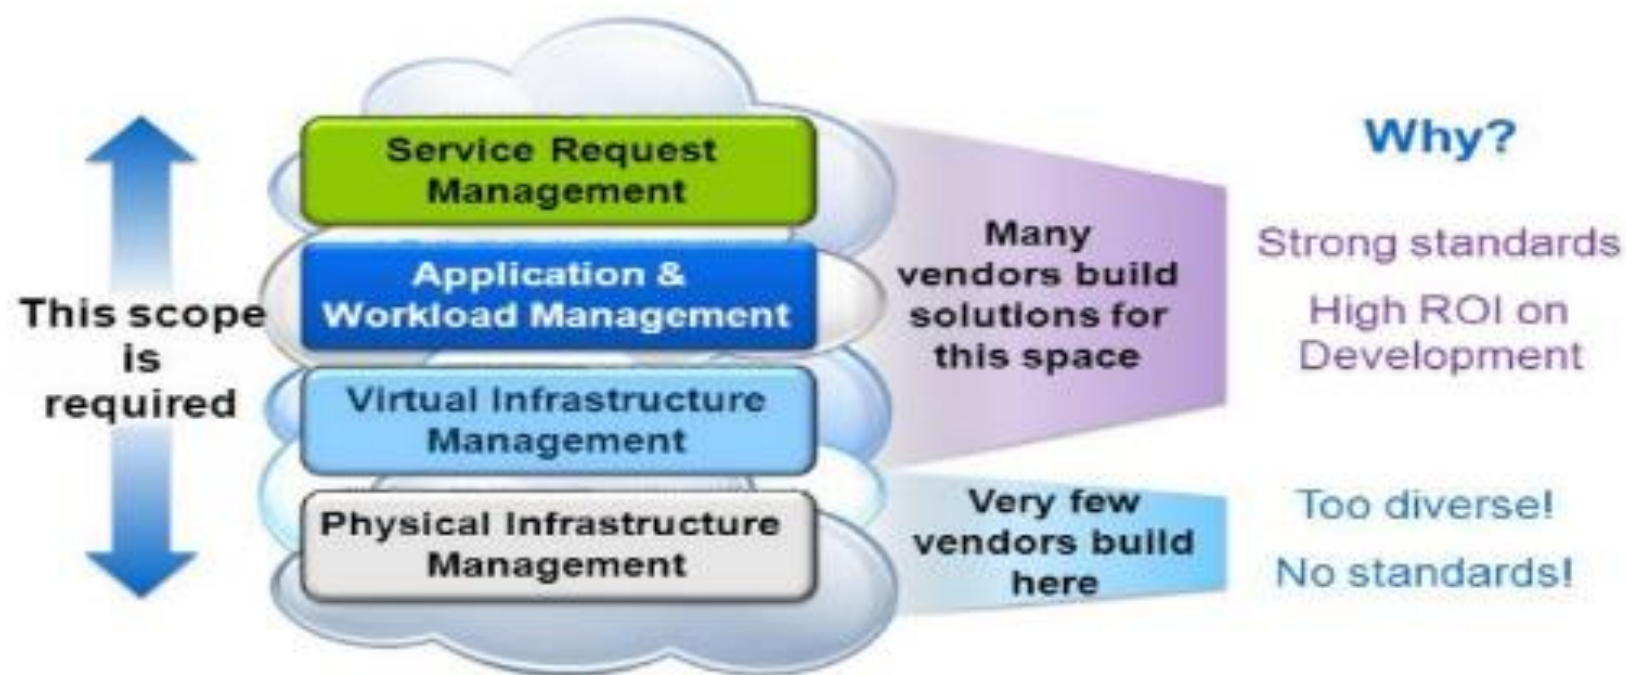 This scope
is
required
Service Request
Management
Application &
Workload Management
Virtual Infrastructure
Management
Physical Infrastructure
Management
Many
vendors build
solutions for
this space
Very few
vendors build
here
Why?
Strong standards
High ROI on
Development
Too diverse!
No standards!